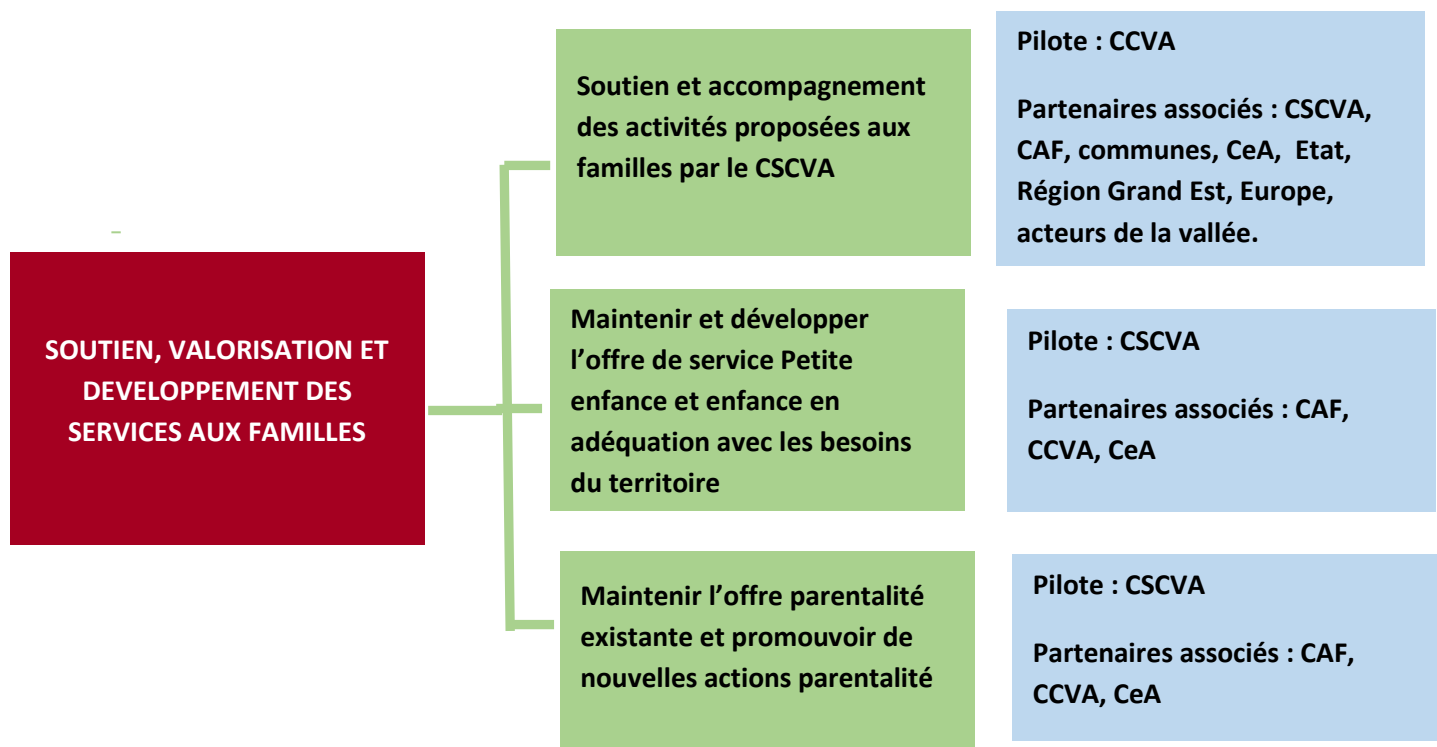 SOUTIEN, VALORISATION ET
DEVELOPPEMENT DES
SERVICES AUX FAMILLES
Soutien et accompagnement
des activités proposées aux
familles par le CSCVA
Pilote : CCVA
Partenaires associés : CSCVA,
CAF, communes, CeA, Etat,
Région Grand Est, Europe,
acteurs de la vallée.
Maintenir et développer
l’offre de service Petite
enfance et enfance en
adéquation avec les besoins
du territoire
Pilote : CSCVA
Partenaires associés : CAF,
CCVA, CeA
Maintenir l’offre parentalité
existante et promouvoir de
nouvelles actions parentalité
Pilote : CSCVA
Partenaires associés : CAF,
CCVA, CeA